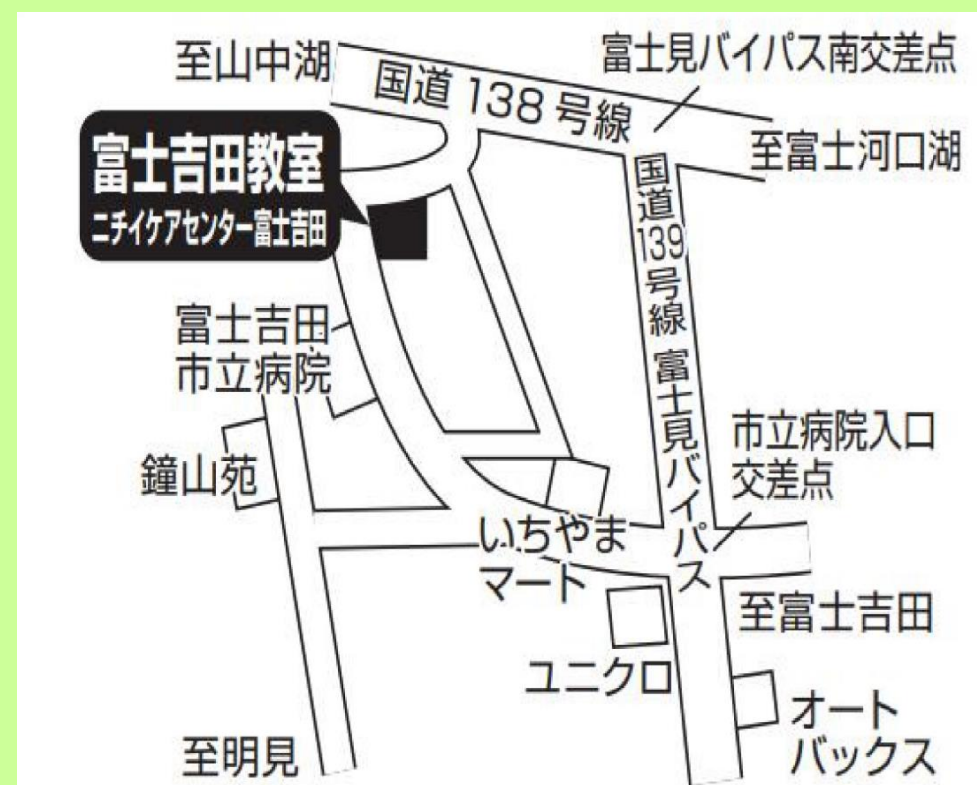 至山中湖
国道138号線
富士見バイパス南交差点
至富士河口湖
富士吉田教室
ニチイケアセンター富士吉田
国道139号線 富士見バイパス
富士吉田
市立病院
鐘山苑
市立病院入口
交差点
いちやま
マート
至富士吉田
ユニクロ
オート
バックス
至明見